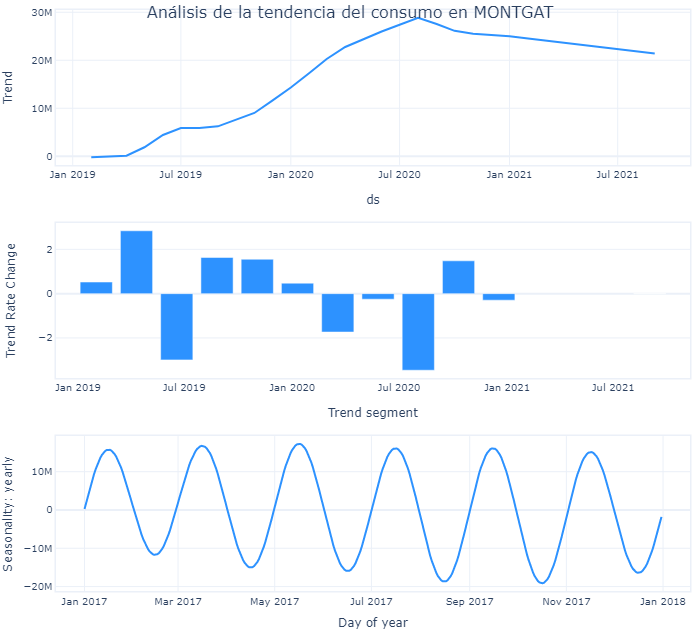 Análisis de la tendencia del consumo en MONTGAT
30M
20M
10M
0
Trend
Jan 2019 Jul 2019 Jan 2020 Jul 2020 Jan 2021 Jul 2021
ds
2
0
−2
Trend Rate Change
Jan 2019 Jul 2019 Jan 2020 Jul 2020 Jan 2021 Jul 2021
Trend segment
10M
0
−10M
−20M
Seasonality: yearly
Jan 2017 Mar 2017 May 2017 Jul 2017 Sep 2017 Nov 2017 Jan 2018
Day of year